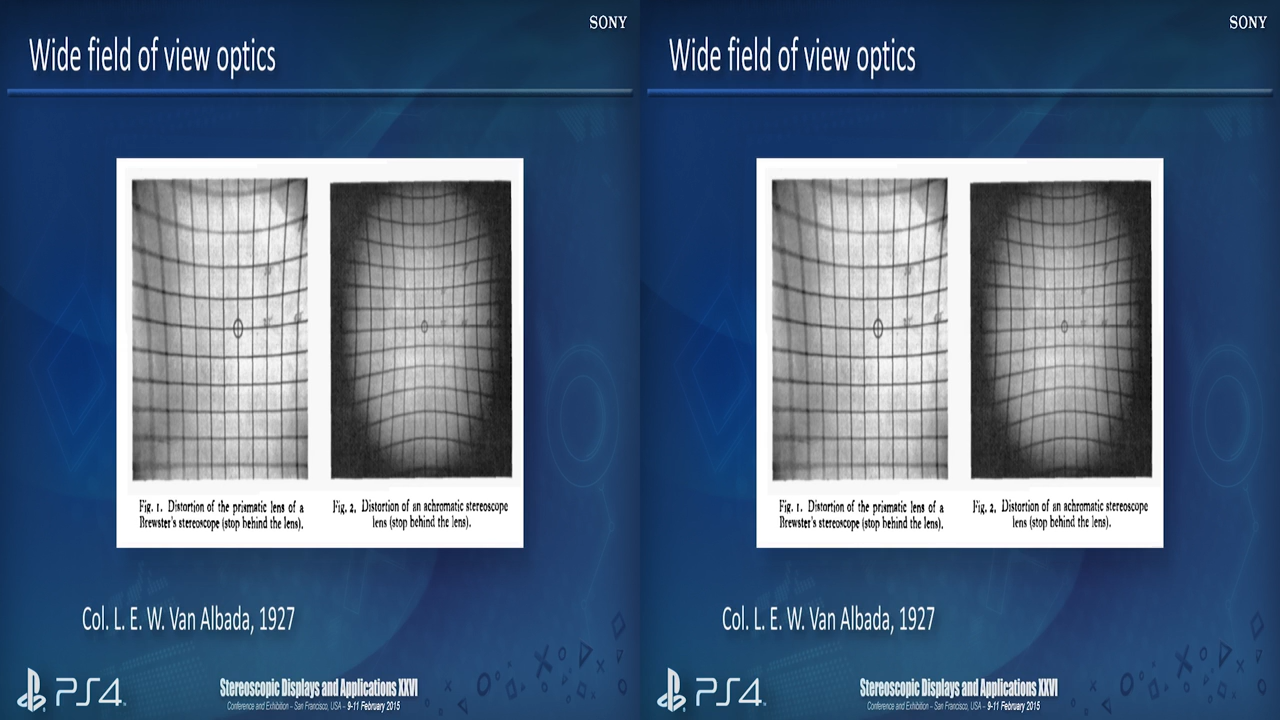 SONY
Wide field of view optics
Fig. 1. Distortion of the prismatic lens of a
Brewster's stereoscope (stop behind the lens).
Fig. 2. Distortion of an achromatic stereoscope
lens (stop behind the lens).
Col. L. E. W. Van Albada, 1927
PS4
Stereoscopic Displays and Applications XXVI
Conference and Exhibition – San Francisco, USA – 9-11 February 2015
SONY
Wide field of view optics
Fig. 1. Distortion of the prismatic lens of a
Brewster's stereoscope (stop behind the lens).
Fig. 2. Distortion of an achromatic stereoscope
lens (stop behind the lens).
Col. L. E. W. Van Albada, 1927
PS4
Stereoscopic Displays and Applications XXVI
Conference and Exhibition – San Francisco, USA – 9-11 February 2015